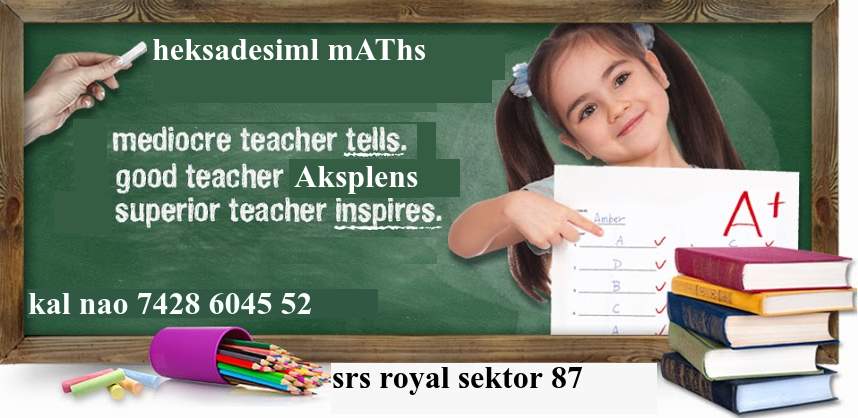 heksadesiml mAThs
mediocre teacher tells.
good teacher Aksplens
superior teacher inspires.
kal nao 7428 6045 52
srs royal sektor 87
Amber
A+
A
D
B
C
A
C